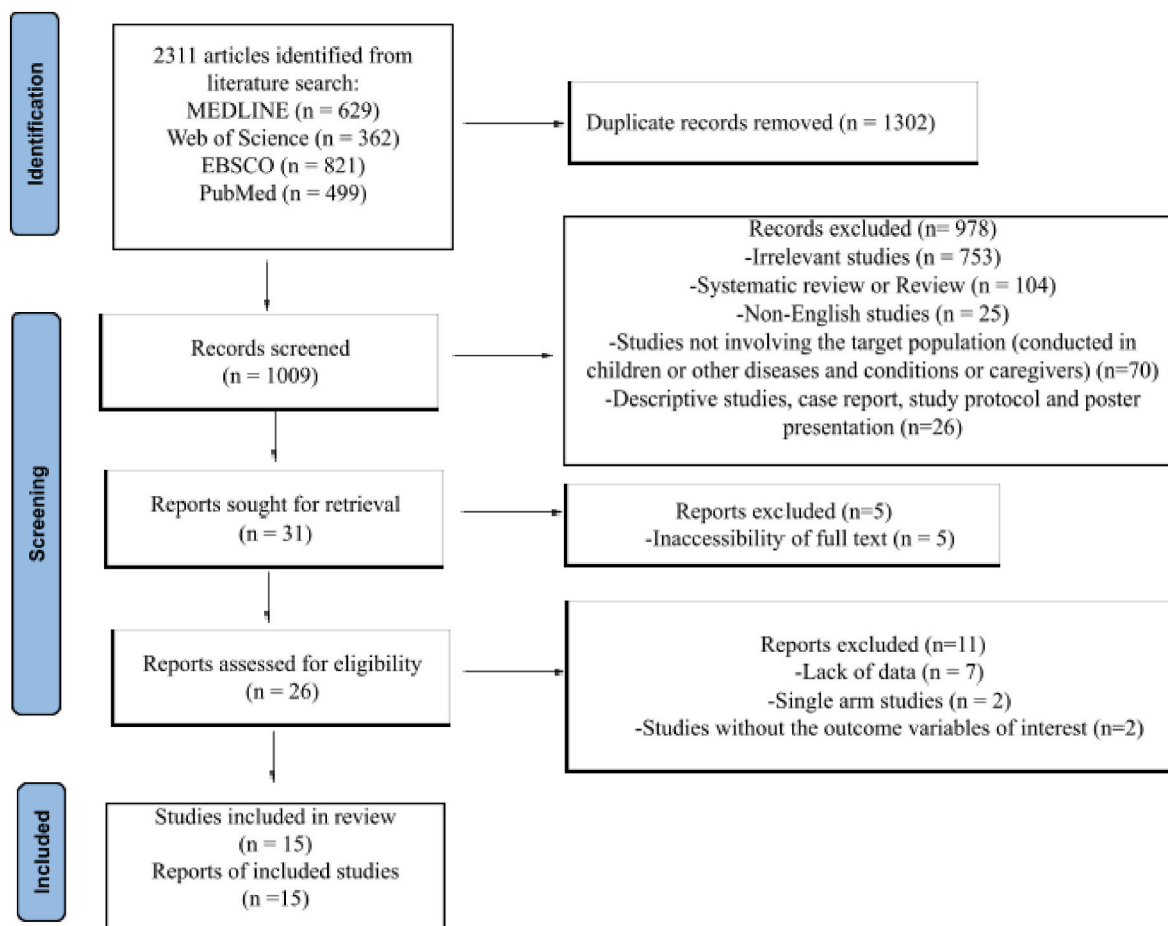 Identification
2311 articles identified from
literature search:
MEDLINE (n = 629)
Web of Science (n = 362)
EBSCO (n = 821)
PubMed (n = 499)
Duplicate records removed (n = 1302)
Screening
Records screened
(n = 1009)
Records excluded (n= 978)
-Irrelevant studies (n = 753)
-Systematic review or Review (n = 104)
-Non-English studies (n = 25)
-Studies not involving the target population (conducted in
children or other diseases and conditions or caregivers) (n=70)
-Descriptive studies, case report, study protocol and poster
presentation (n=26)
Reports sought for retrieval
(n = 31)
Reports excluded (n=5)
-Inaccessibility of full text (n = 5)
Reports assessed for eligibility
(n = 26)
Reports excluded (n=11)
-Lack of data (n = 7)
-Single arm studies (n = 2)
-Studies without the outcome variables of interest (n=2)
Included
Studies included in review
(n = 15)
Reports of included studies
(n =15)